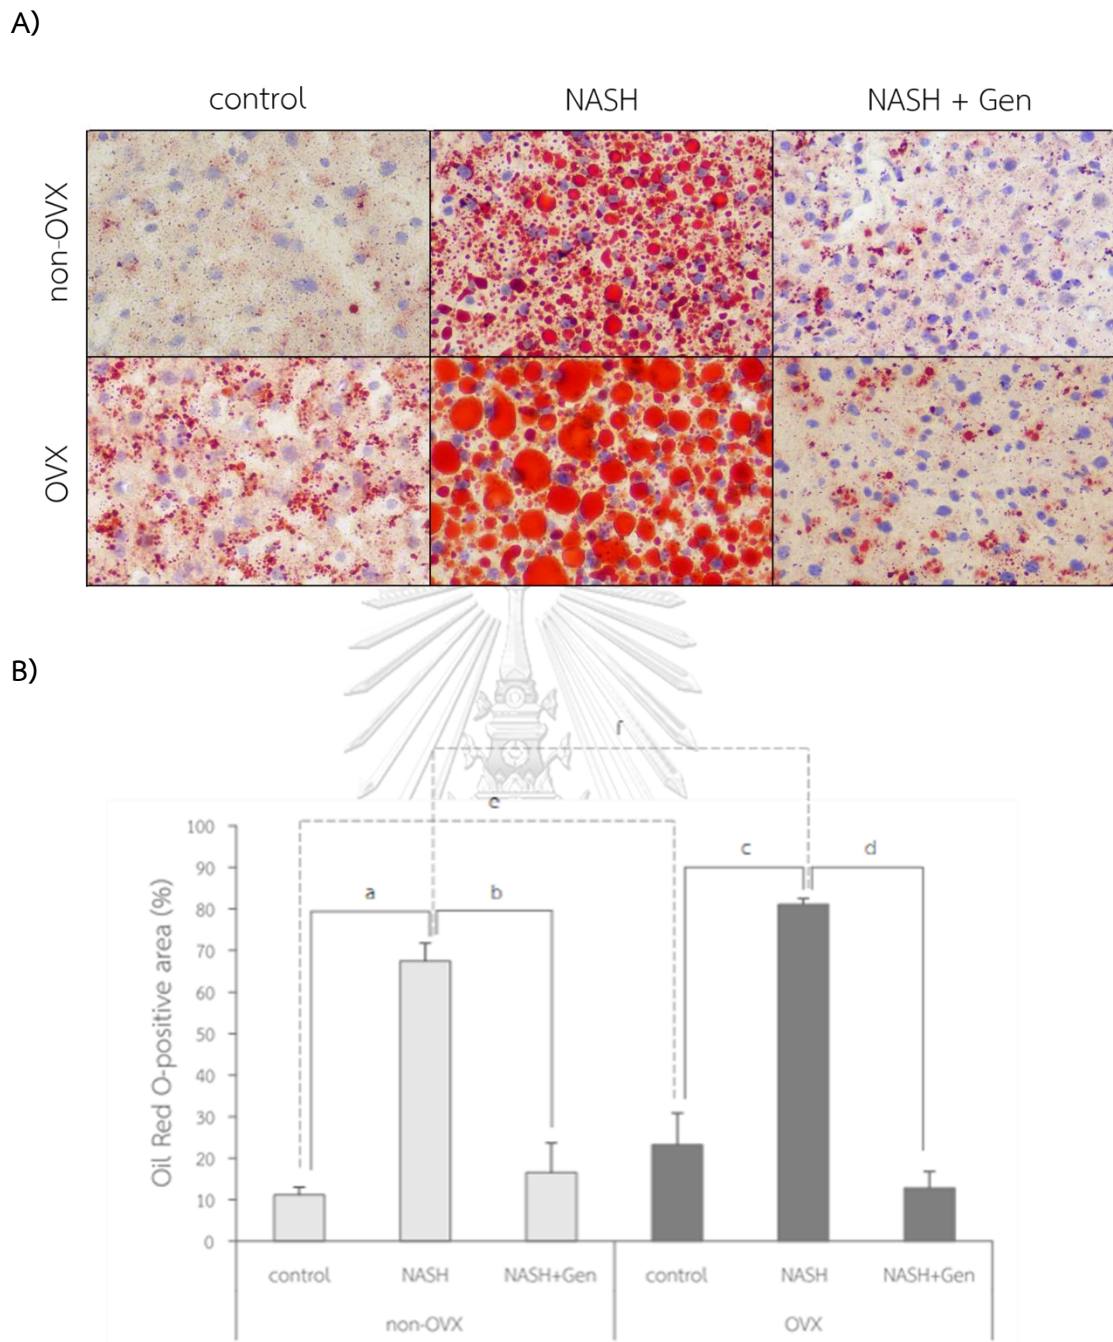 A)
control NASH NASH + Gen
non-OVX
OVX
B)
f
e
c d
a b
Oil Red O-positive area (%)
100
90
80
70
60
50
40
30
20
10
0
control NASH NASH+Gen control NASH NASH+Gen
non-OVX OVX